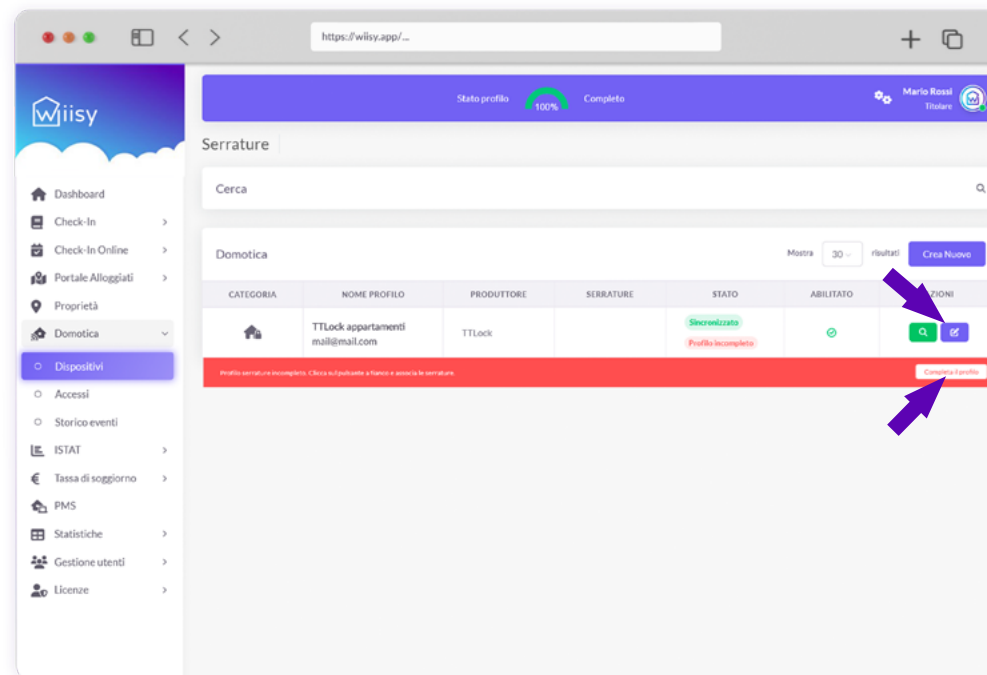 https://wiisy.app/...
Wiisy
Stato profilo 100% Completo
Mario Rossi
Titolare
Serrature
Cerca
Dashboard
Check-In
Check-In Online
Portale Alloggiati
Proprietà
Domotica
Dispositivi
Accessi
Storico eventi
ISTAT
Tassa di soggiorno
PMS
Statistiche
Gestione utenti
Licenze
Domotica
Mostra 30 risultati Crea Nuovo
CATEGORIA NOME PROFILO PRODUTTORE SERRATURE STATO ABILITATO ZIONI
TTLock appartamenti
mail@mail.com
TTLock
Sincronizzato
Profilo incompleto
Profilo serrature incompleto. Clicca sul pulsante a fianco e associa le serrature.
Completa il profilo